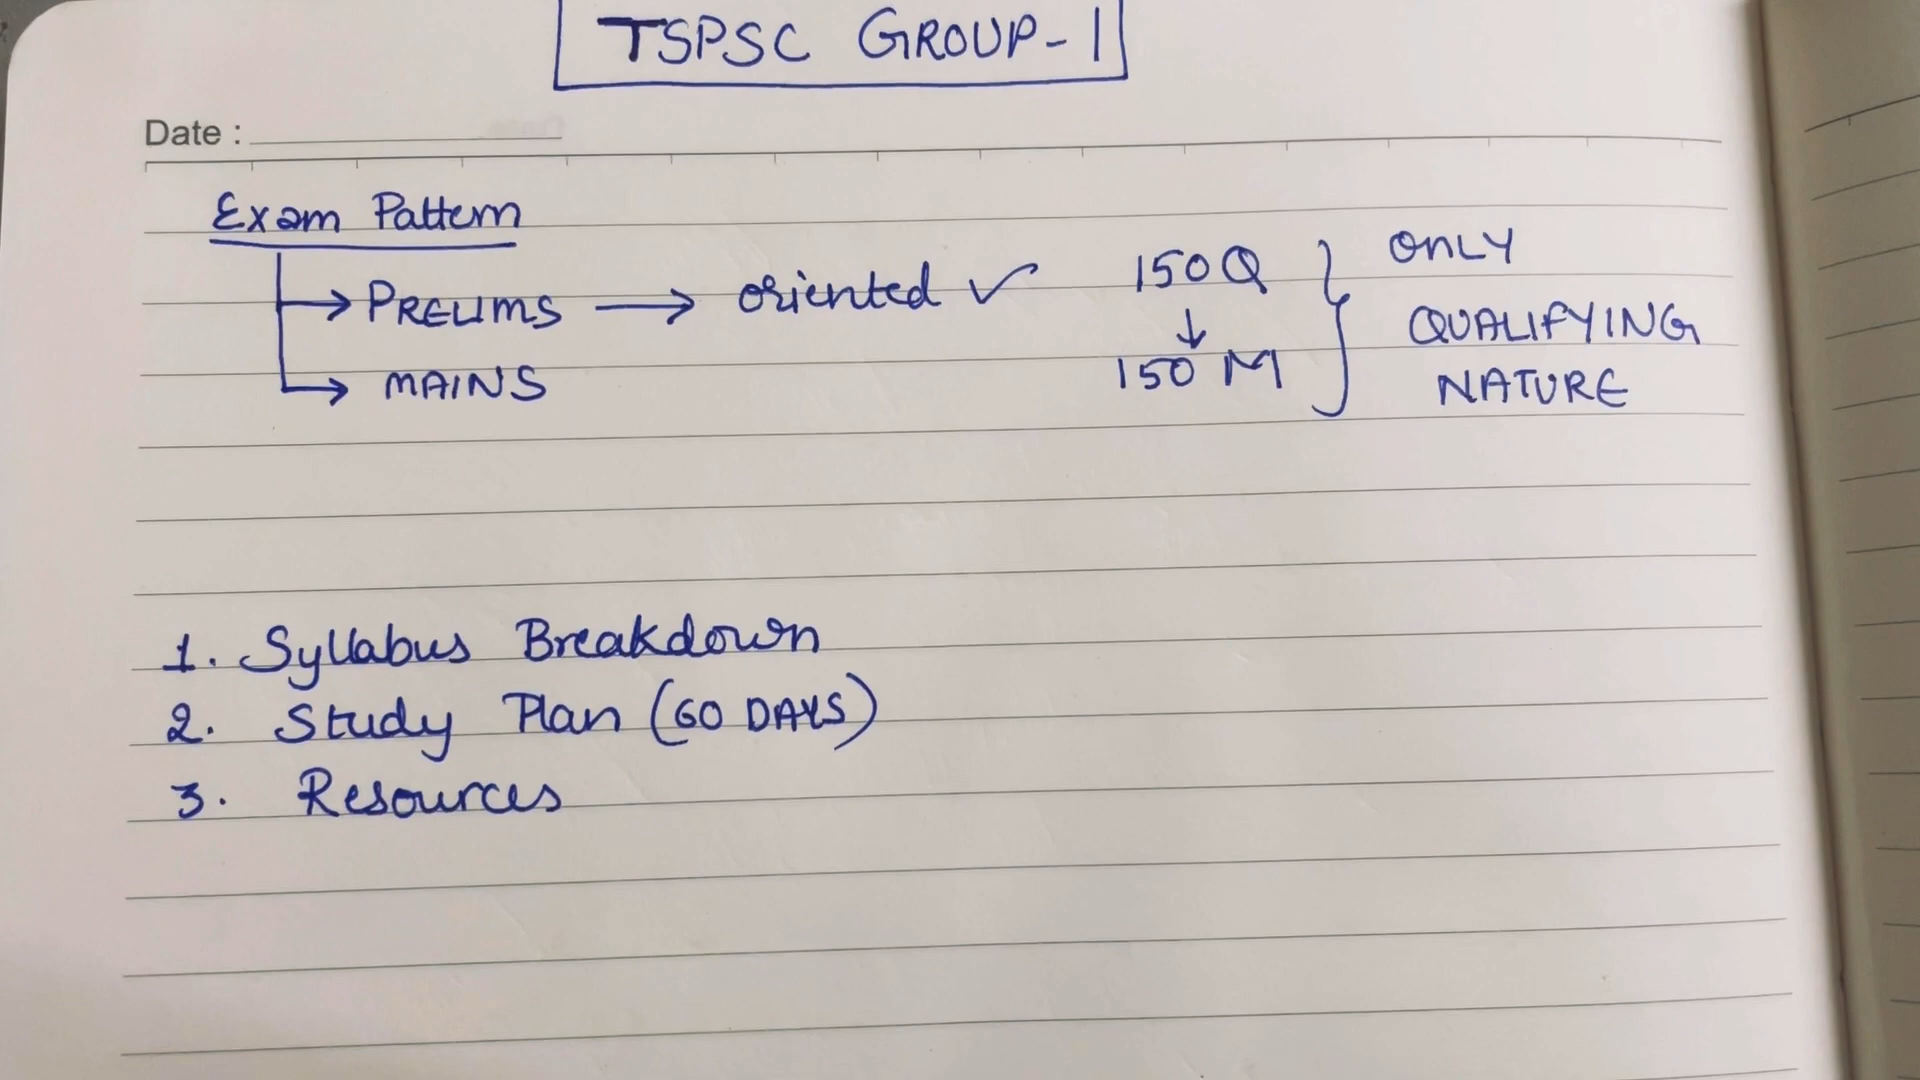 TSPSC GROUP-1
Date :
Exam Pattern
PRELIMS → oriented ✓ 150Q ONLY
↓ QUALIFYING
MAINS 150 M NATURE
1. Syllabus Breakdown
2. Study Plan (60 DAYS)
3. Resources